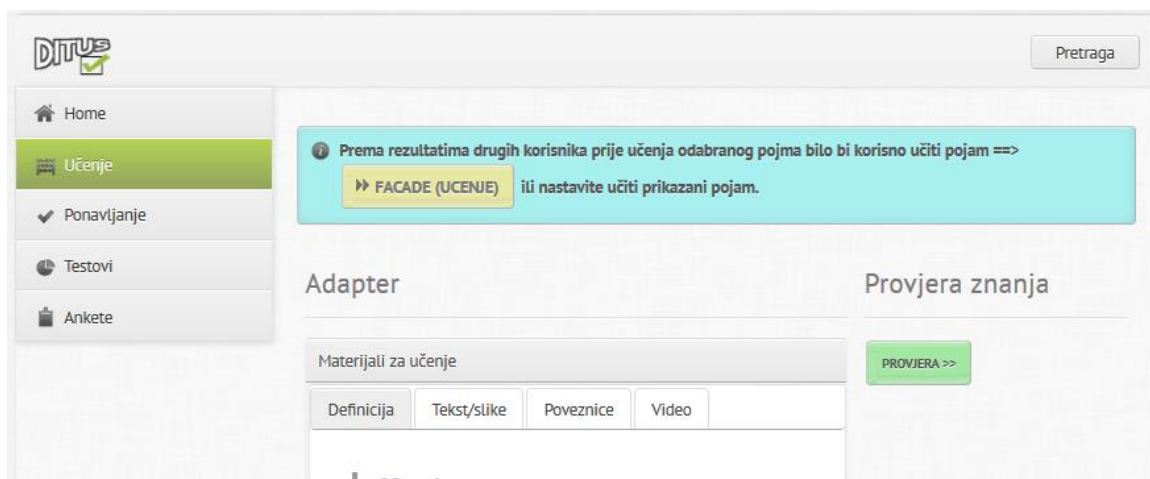 DITUS
Pretraga
Home
Učenje
Ponavljanje
Testovi
Ankete
Prema rezultatima drugih korisnika prije učenja odabranog pojma bilo bi korisno učiti pojam ==>
FACADE (UCENJE) ili nastavite učiti prikazani pojam.
Adapter
Provjera znanja
Materijali za učenje
PROVJERA >>
Definicija Tekst/slike Poveznice Video